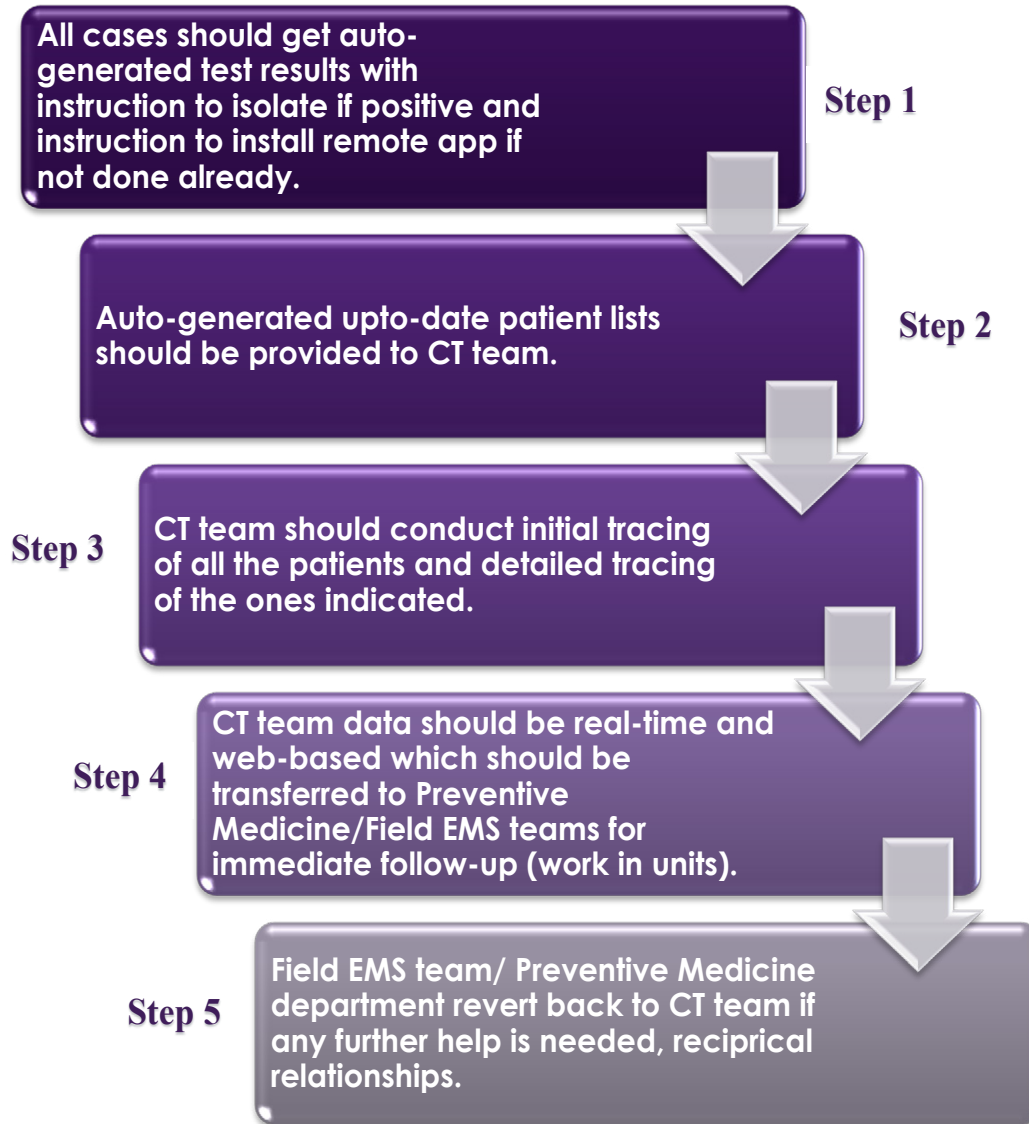 All cases should get auto-
generated test results with
instruction to isolate if positive and
instruction to install remote app if
not done already.
Step 1
Auto-generated upto-date patient lists
should be provided to CT team.
Step 2
Step 3
CT team should conduct initial tracing
of all the patients and detailed tracing
of the ones indicated.
Step 4
CT team data should be real-time and
web-based which should be
transferred to Preventive
Medicine/Field EMS teams for
immediate follow-up (work in units).
Step 5
Field EMS team/ Preventive Medicine
department revert back to CT team if
any further help is needed, reciprical
relationships.